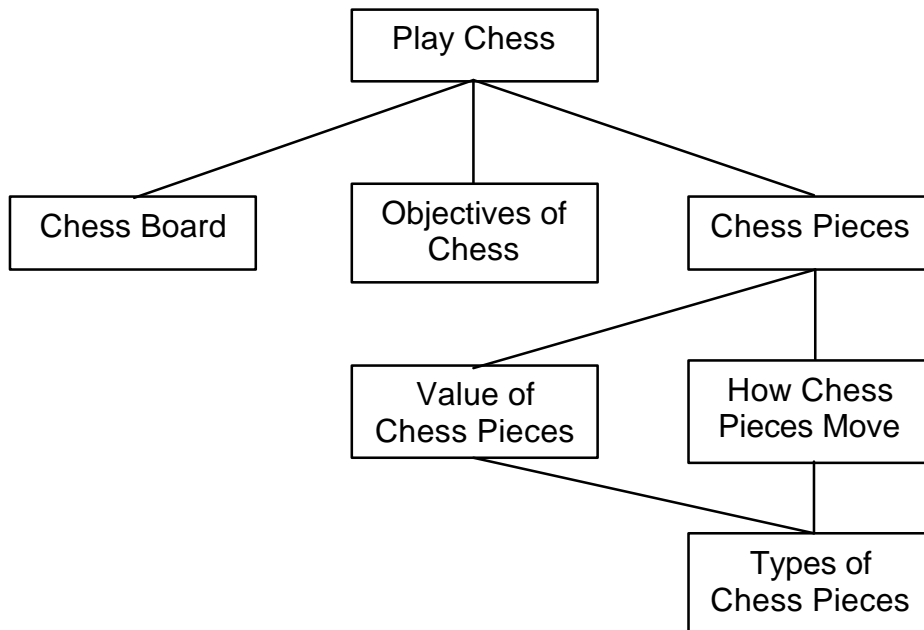 Play Chess
Chess Board
Objectives of
Chess
Chess Pieces
Value of
Chess Pieces
How Chess
Pieces Move
Types of
Chess Pieces